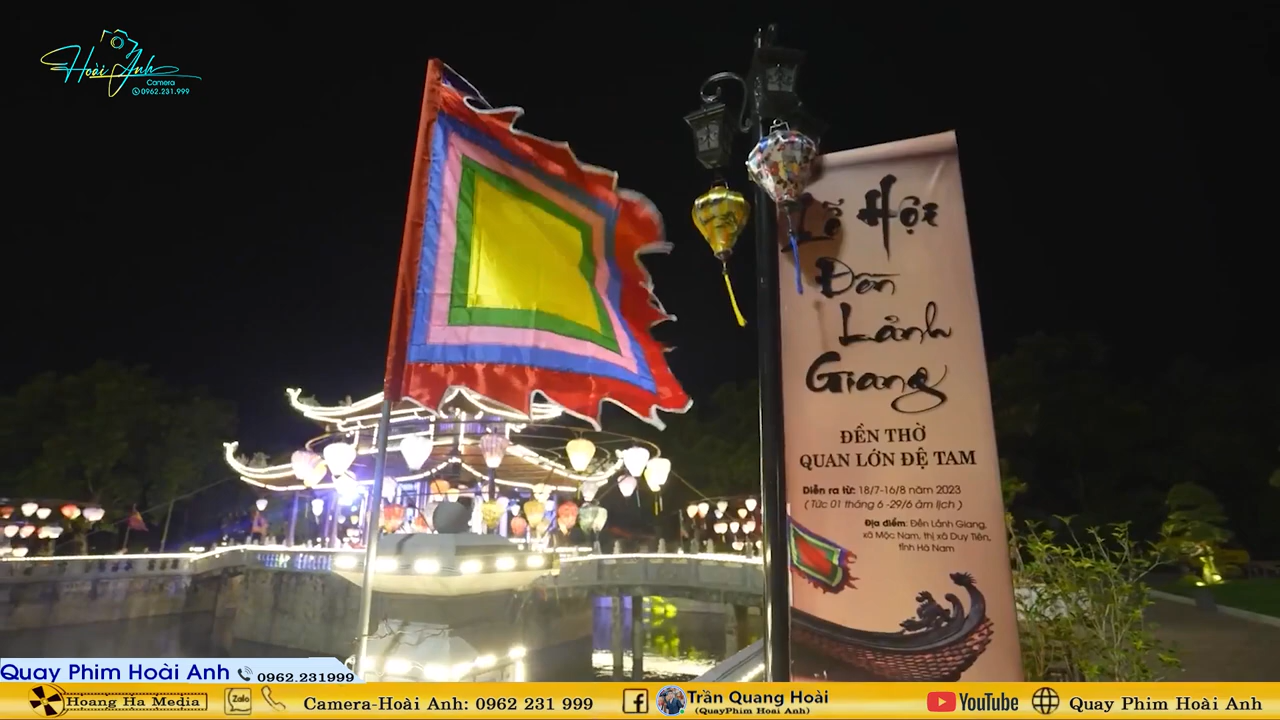 Hoài Anh
Camera
0962.231.999
Lễ Hội
Đền
Lảnh
Giang
ĐỀN THỜ
QUAN LỚN ĐỆ TAM
Diễn ra từ: 18/7-16/8 năm 2023
( Tức 01 tháng 6 -29/6 âm lịch )
Địa điểm: Đền Lảnh Giang,
xã Mộc Nam, thị xã Duy Tiên,
tỉnh Hà Nam
Quay Phim Hoài Anh 0962.231999
Hoang Ha Media Zalo Camera-Hoài Anh: 0962 231 999 Trần Quang Hoài YouTube Quay Phim Hoài Anh
(QuayPhim Hoài Anh)